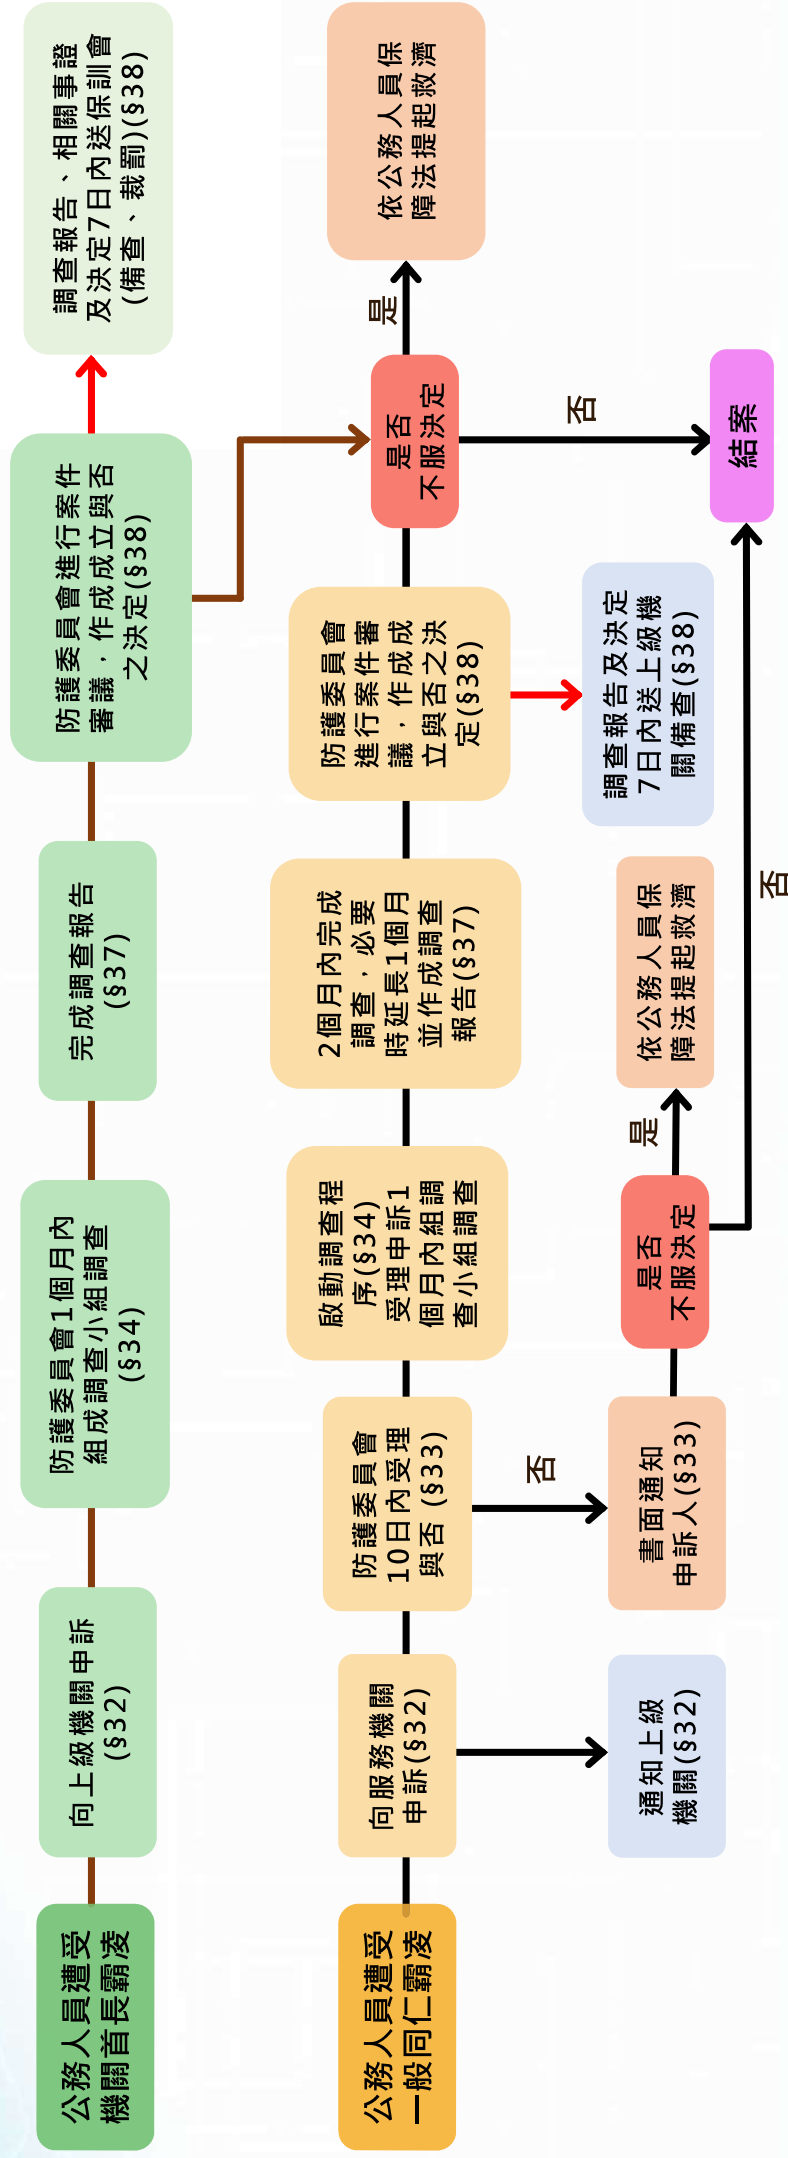 公務人員遭受
機關首長霸凌
向上級機關申訴
(§32)
防護委員會1個月內
組成調查小組調查
(§34)
完成調查報告
(§37)
防護委員會進行案件
審議，作成成立與否
之決定(§38)
調查報告、相關事證
及決定7日內送保訓會
(備查、裁罰)(§38)
公務人員遭受
一般同仁霸凌
向服務機關
申訴(§32)
防護委員會
10日內受理
與否 (§33)
啟動調查程
序(§34)
受理申訴1
個月內組調
查小組調查
2個月內完成
調查，必要
時延長1個月
並作成調查
報告(§37)
防護委員會
進行案件審
議，作成成
立與否之決
定(§38)
是否
不服決定
是
依公務人員保
障法提起救濟
否
結案
通知上級
機關(§32)
否
書面通知
申訴人(§33)
是否
不服決定
是
依公務人員保
障法提起救濟
調查報告及決定
7日內送上級機
關備查(§38)
否